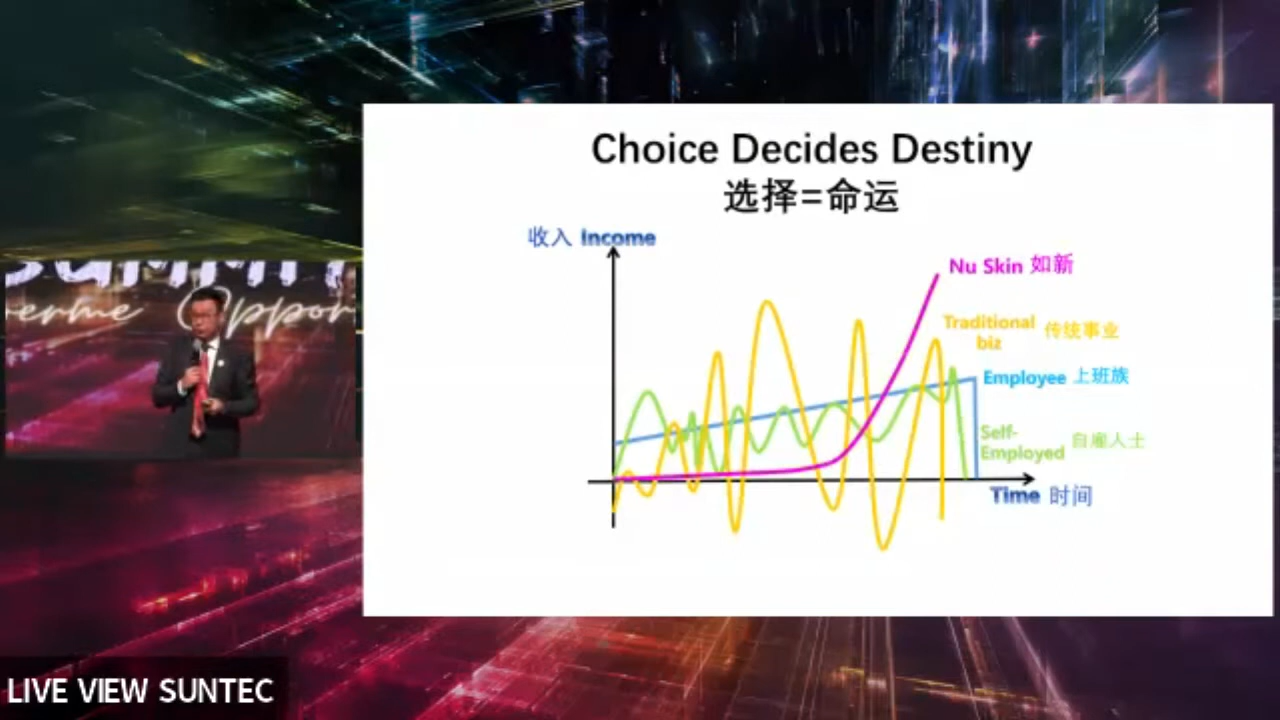 Choice Decides Destiny
选择=命运
收入 Income
Nu Skin 如新
Traditional
biz
传统事业
Employee 上班族
Self-
Employed
自雇人士
Time 时间
LIVE VIEW SUNTEC